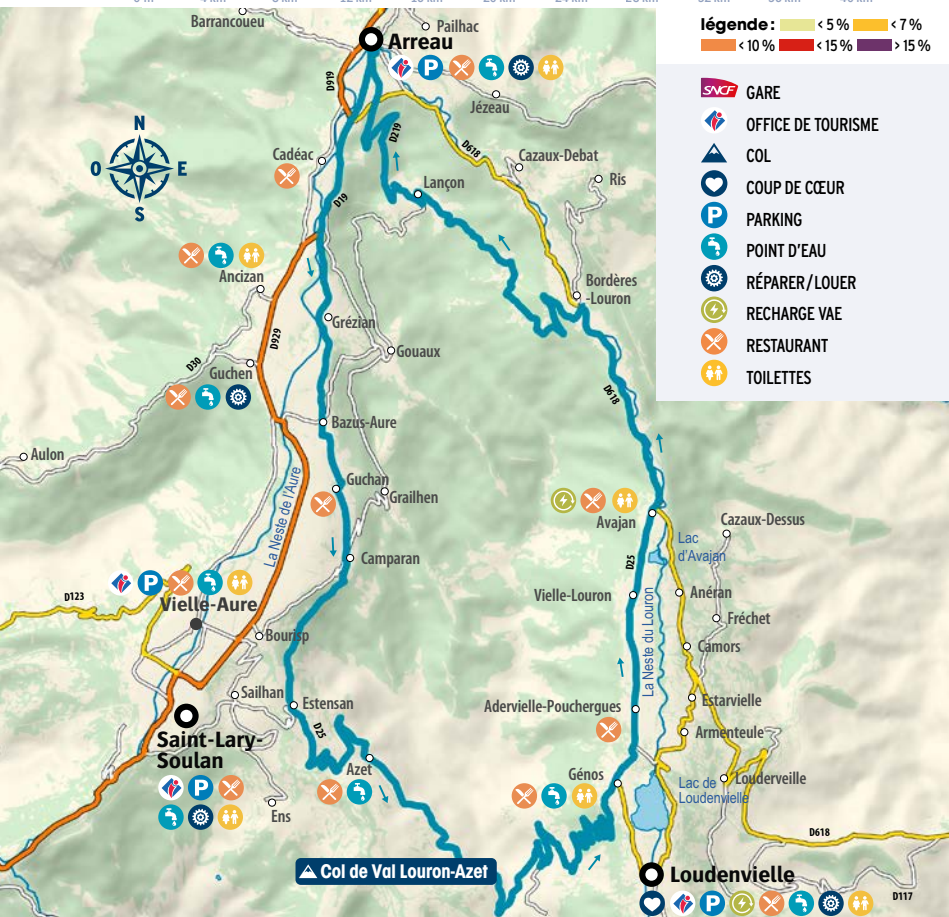 légende : < 5 % < 7 %
< 10 % < 15 % > 15 %
SNCF GARE
OFFICE DE TOURISME
COL
COUP DE CŒUR
P PARKING
POINT D'EAU
RÉPARER/LOUER
RECHARGE VAE
RESTAURANT
TOILETTES
Barrancoueu
Pailhac
Arreau
P
D919
Jézeau
D219
N
O E
S
Cadéac
D618
Cazaux-Debat
Ris
Lançon
D19
Ancizan
Bordères
-Louron
Grézian
D929
Gouaux
D30
Guchen
D618
Bazus-Aure
Aulon
Guchan
Grailhen
La Neste de l'Aure
Avajan
Cazaux-Dessus
Lac
d'Avajan
Camparan
D25
P
D123
Vielle-Aure
Vielle-Louron
Anéran
Fréchet
Bourisp
Camors
La Neste du Louron
Sailhan
Estensan
Estarvielle
Adervielle-Pouchergues
D25
Armenteule
Saint-Lary-
Soulan
Azet
Génos
Lac de
Loudenvielle
Louderveille
P
Ens
D618
Col de Val Louron-Azet
Loudenvielle
P
D117